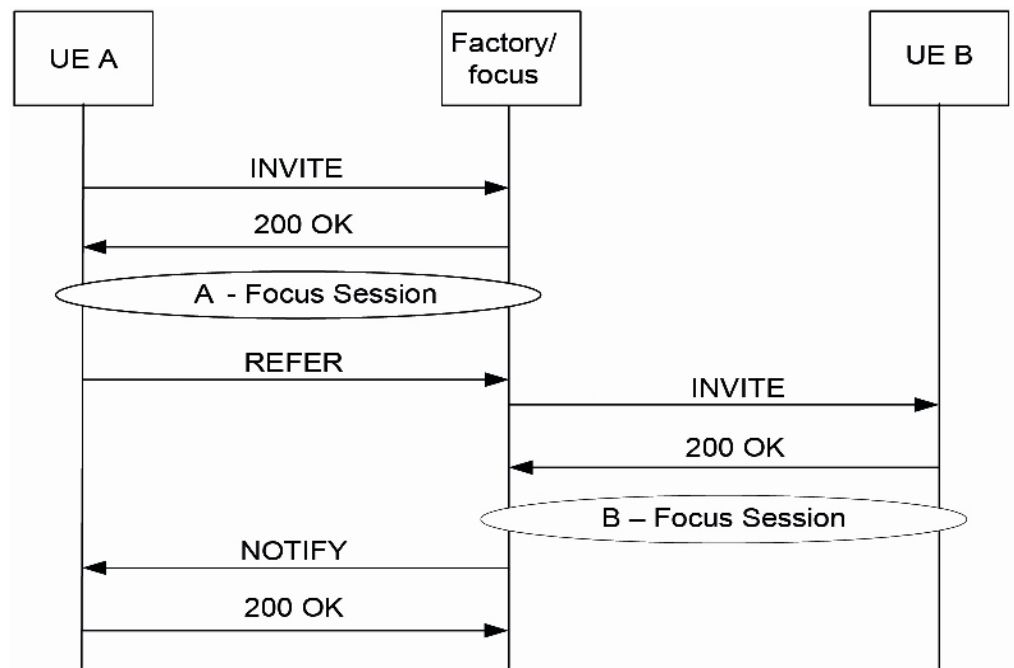 UE A
Factory/
focus
UE B
INVITE
200 OK
A - Focus Session
REFER
INVITE
200 OK
B – Focus Session
NOTIFY
200 OK